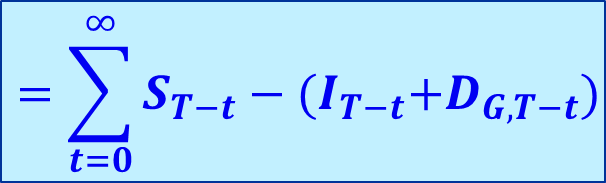 = ∑_{t=0}^{∞} S_{T−t} − (I_{T−t}+D_{G,T−t})